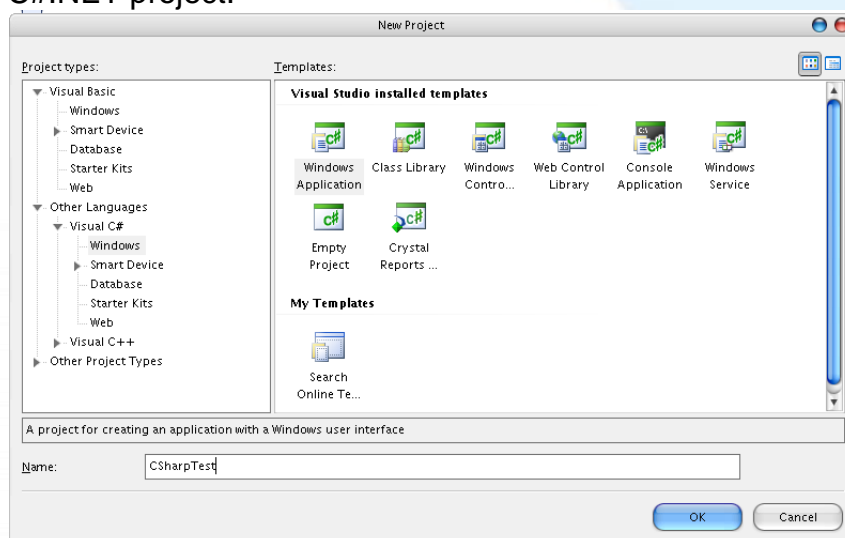 C#.NET project.
New Project
Project types:
Templates:
Visual Basic
Windows
Smart Device
Database
Starter Kits
Web
Other Languages
Visual C#
Windows
Smart Device
Database
Starter Kits
Web
Visual C++
Other Project Types
Visual Studio installed templates
Windows Application
Class Library
Windows Contro...
Web Control Library
Console Application
Windows Service
Empty Project
Crystal Reports ...
My Templates
Search Online Te...
A project for creating an application with a Windows user interface
Name:
CSharpTest
OK
Cancel